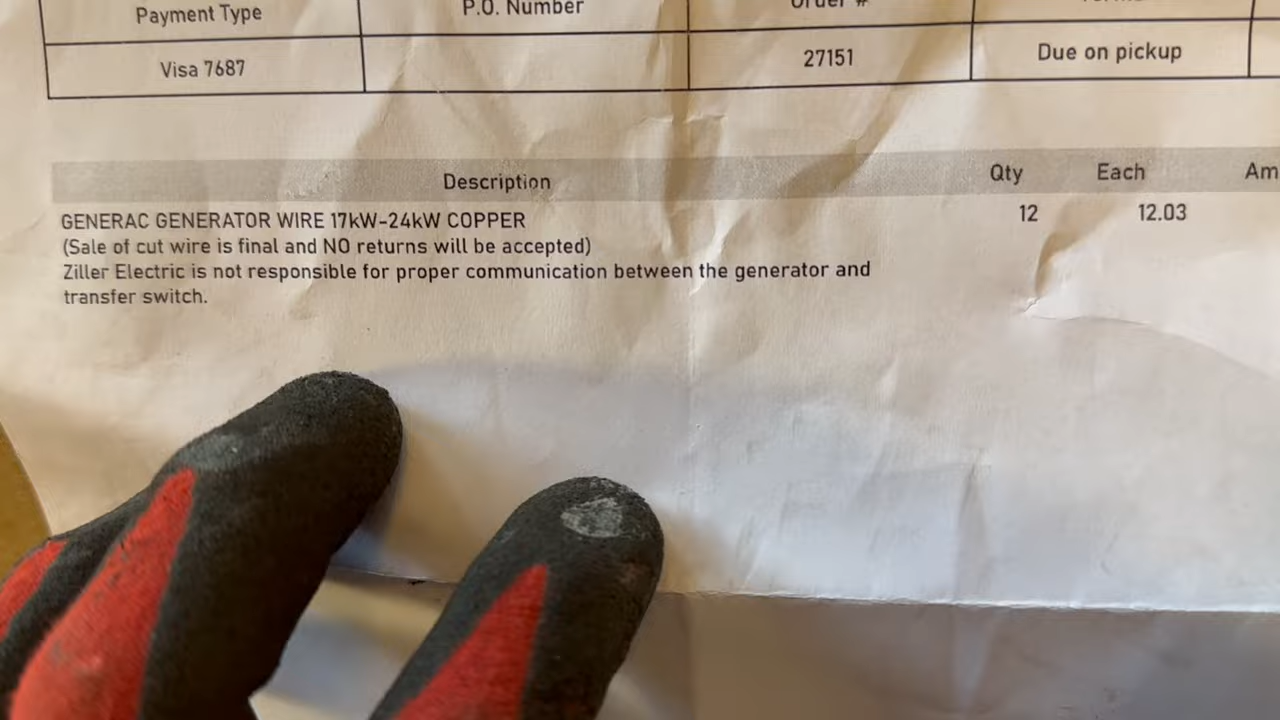 Payment Type P.O. Number Order #
Visa 7687 27151 Due on pickup
Description Qty Each
GENERAC GENERATOR WIRE 17kW-24kW COPPER 12 12.03
(Sale of cut wire is final and NO returns will be accepted)
Ziller Electric is not responsible for proper communication between the generator and
transfer switch.